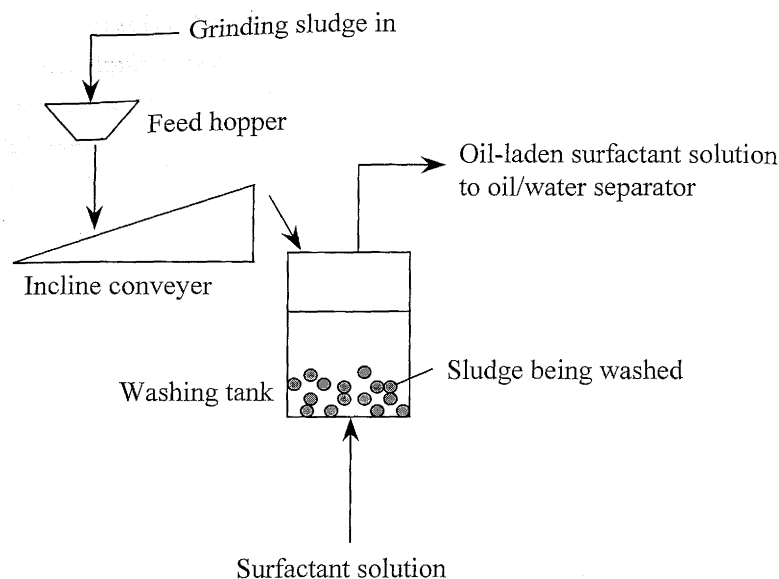 Grinding sludge in
Feed hopper
Oil-laden surfactant solution
to oil/water separator
Incline conveyer
Sludge being washed
Washing tank
Surfactant solution